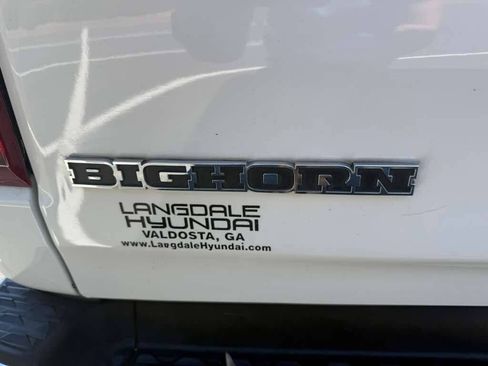 BIGHORN
LANGDALE
HYUNDAI
VALDOSTA, GA
www.LangdaleHyundai.com